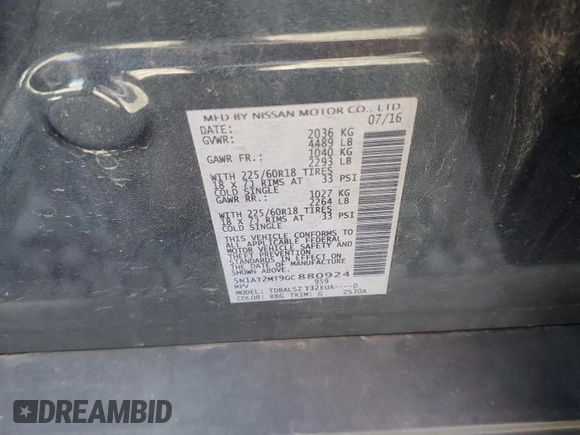 MFD BY NISSAN MOTOR CO., LTD.
DATE: 07/16
GVWR: 2036 KG
4489 LB
GAWR FR.: 1040 KG
2293 LB
WITH 225/60R18 TIRES
18 X 7J RIMS AT 33 PSI
COLD SINGLE
GAWR RR.: 1027 KG
2264 LB
WITH 225/60R18 TIRES
18 X 7J RIMS AT 33 PSI
COLD SINGLE
THIS VEHICLE CONFORMS TO
ALL APPLICABLE FEDERAL
MOTOR VEHICLE SAFETY AND
THEFT PREVENTION
STANDARDS IN EFFECT ON
THE DATE OF MANUFACTURE
SHOWN ABOVE.
5N1AT2MT9GC880924
MPV 959
MODEL: TDBALSZ T32EUA----D
COLOR: RBG TRIM: G 2530A
DREAMBID